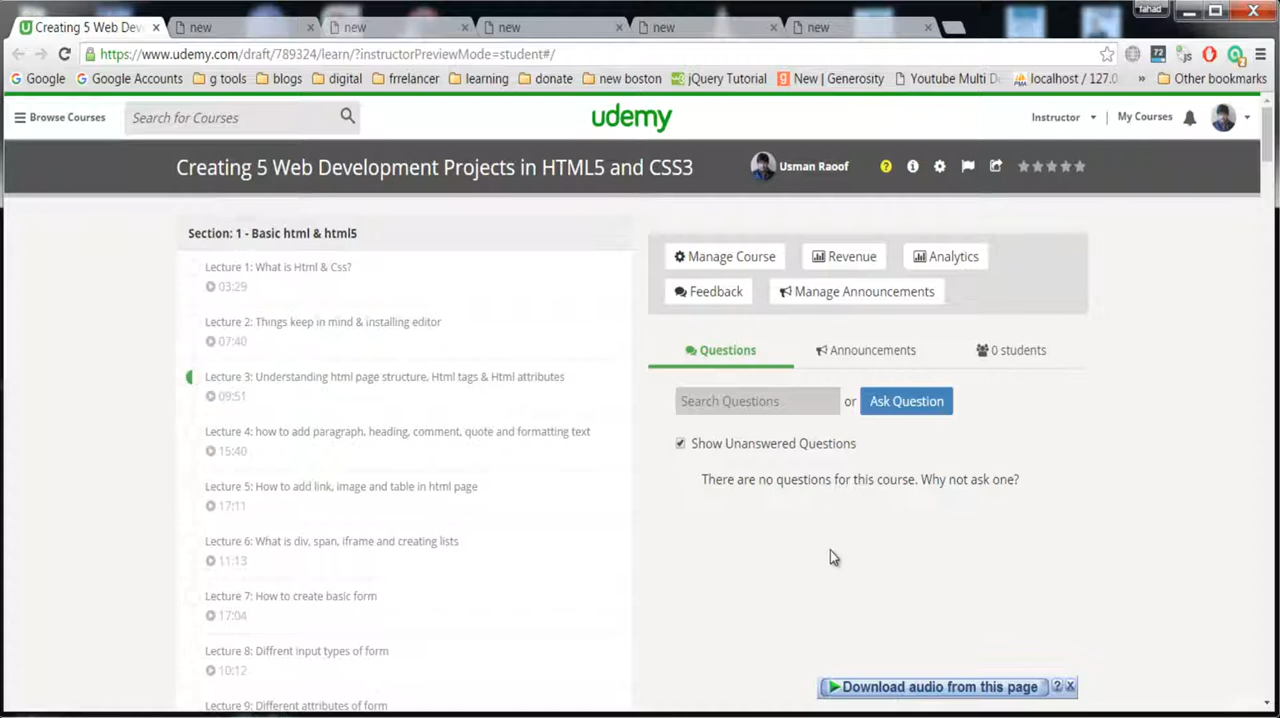 fahad
Creating 5 Web Dev
new
new
new
new
new
https://www.udemy.com/draft/789324/learn/?instructorPreviewMode=student#/
Google
Google Accounts
g tools
blogs
digital
frrelancer
learning
donate
new boston
jQuery Tutorial
New | Generosity
Youtube Multi D
localhost / 127.0
»
Other bookmarks
Browse Courses
Search for Courses
udemy
Instructor
My Courses
Creating 5 Web Development Projects in HTML5 and CSS3
Usman Raoof
Section: 1 - Basic html & html5
Lecture 1: What is Html & Css?
03:29
Lecture 2: Things keep in mind & installing editor
07:40
Lecture 3: Understanding html page structure, Html tags & Html attributes
09:51
Lecture 4: how to add paragraph, heading, comment, quote and formatting text
15:40
Lecture 5: How to add link, image and table in html page
17:11
Lecture 6: What is div, span, iframe and creating lists
11:13
Lecture 7: How to create basic form
17:04
Lecture 8: Diffrent input types of form
10:12
Lecture 9: Different attributes of form
Manage Course
Revenue
Analytics
Feedback
Manage Announcements
Questions
Announcements
0 students
Search Questions
or
Ask Question
Show Unanswered Questions
There are no questions for this course. Why not ask one?
Download audio from this page
? X